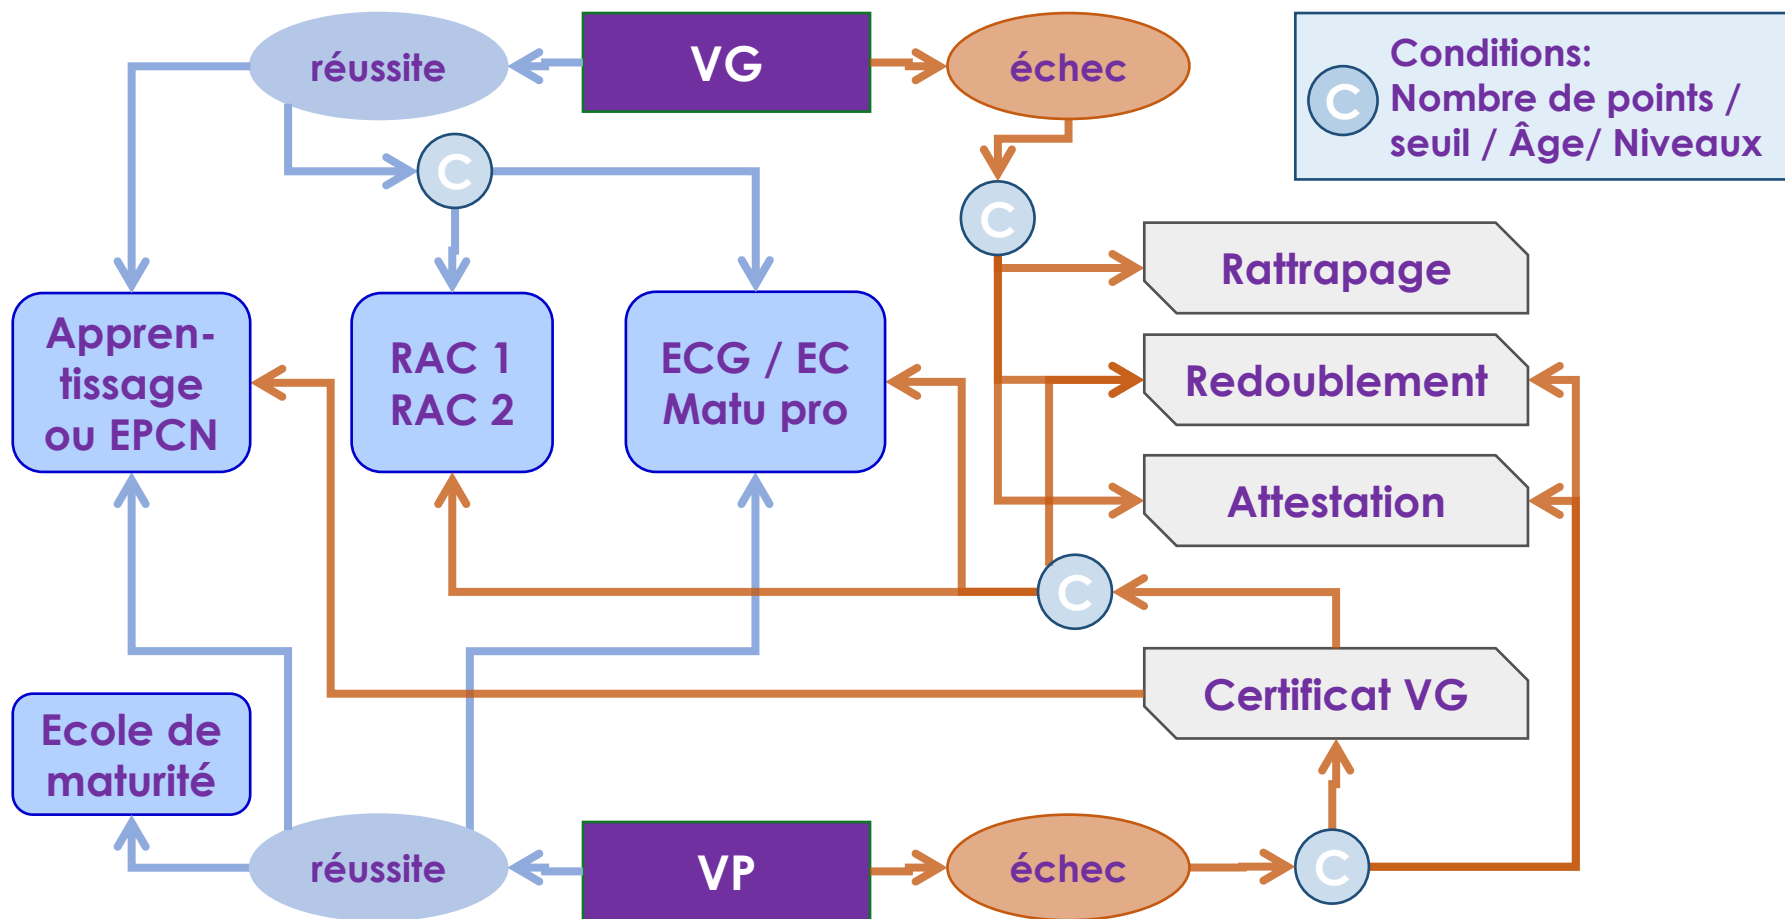 réussite
VG
échec
C
Conditions:
Nombre de points /
seuil / Âge/ Niveaux
C
C
Rattrapage
Appren-
tissage
ou EPCN
RAC 1
RAC 2
ECG / EC
Matu pro
Redoublement
Attestation
C
Certificat VG
Ecole de
maturité
réussite
VP
échec
C